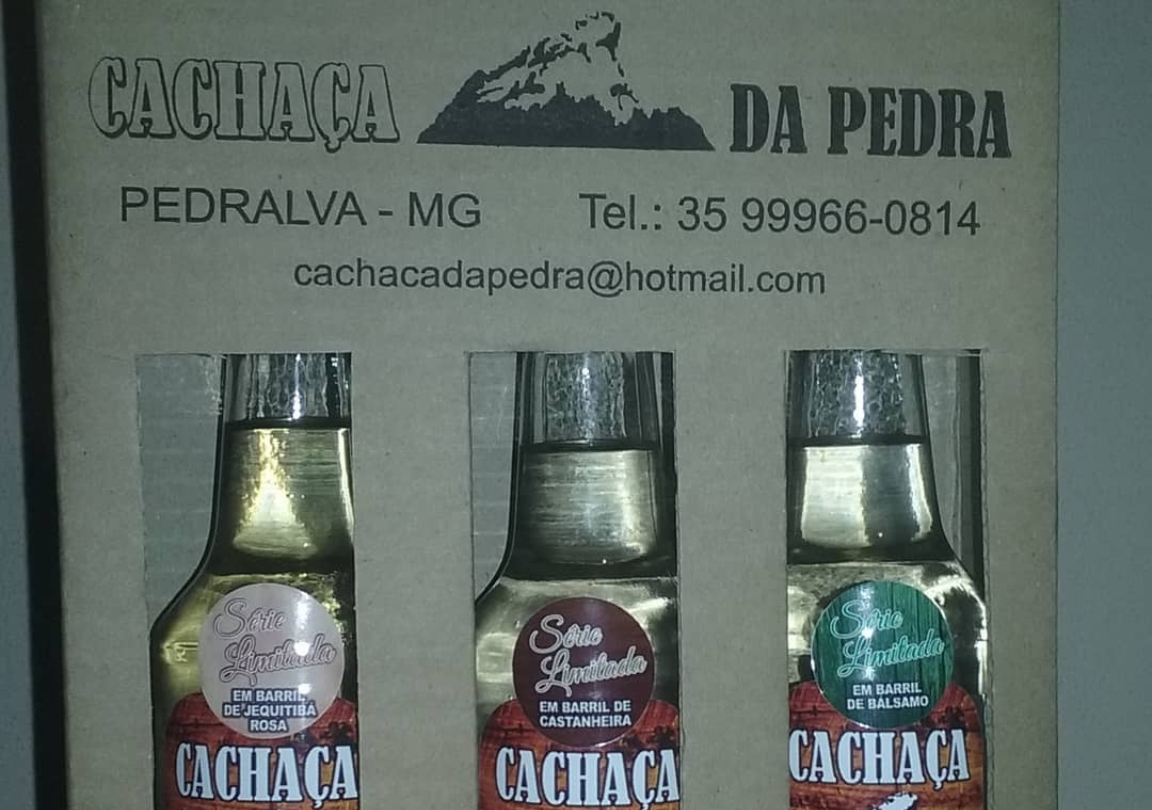 CACHAÇA DA PEDRA
PEDRALVA - MG Tel.: 35 99966-0814
cachacadapedra@hotmail.com
Série
Limitada
EM BARRIL
DE JEQUITIBÁ
ROSA
CACHAÇA
Série
Limitada
EM BARRIL DE
CASTANHEIRA
CACHAÇA
Série
Limitada
EM BARRIL
DE BÁLSAMO
CACHAÇA